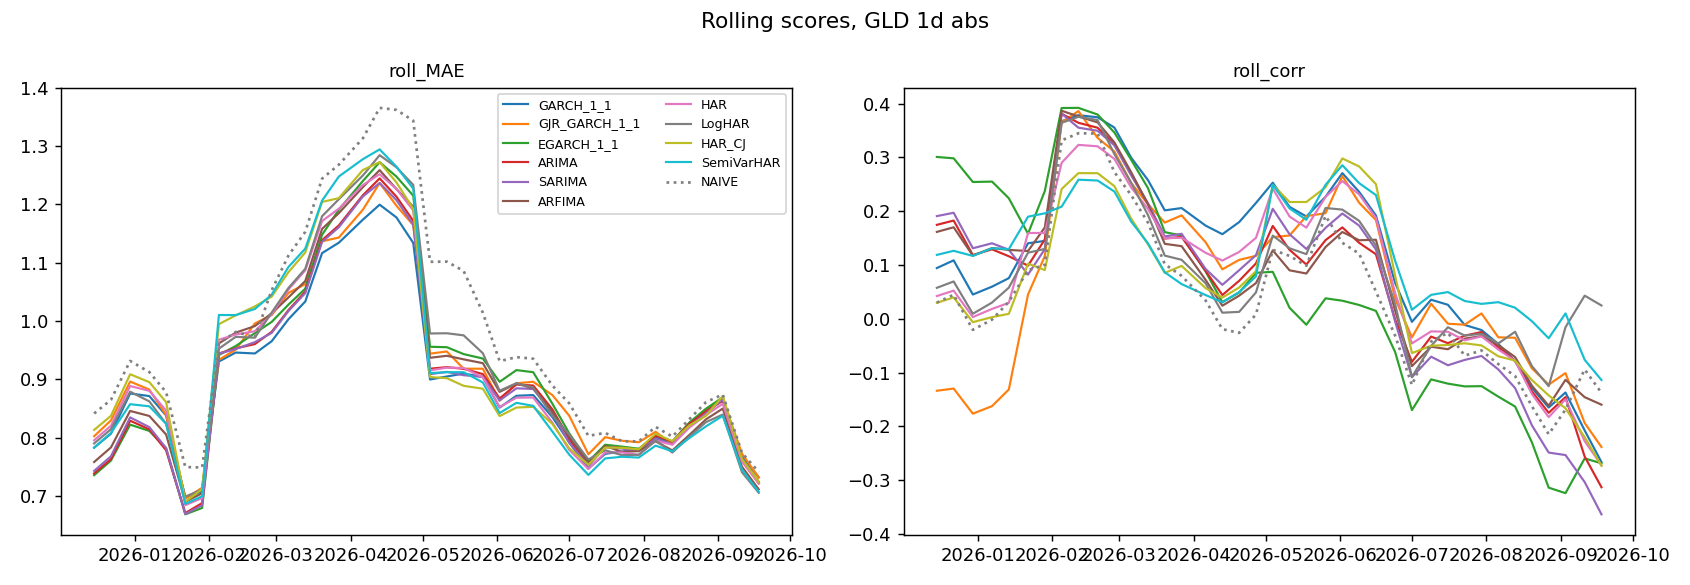 Rolling scores, GLD 1d abs
roll_MAE
1.4
1.3
1.2
1.1
1.0
0.9
0.8
0.7
GARCH_1_1
GJR_GARCH_1_1
EGARCH_1_1
ARIMA
SARIMA
ARFIMA
HAR
LogHAR
HAR_CJ
SemiVarHAR
NAIVE
2026-01 2026-02 2026-03 2026-04 2026-05 2026-06 2026-07 2026-08 2026-09 2026-10
roll_corr
0.4
0.3
0.2
0.1
0.0
−0.1
−0.2
−0.3
−0.4
2026-01 2026-02 2026-03 2026-04 2026-05 2026-06 2026-07 2026-08 2026-09 2026-10